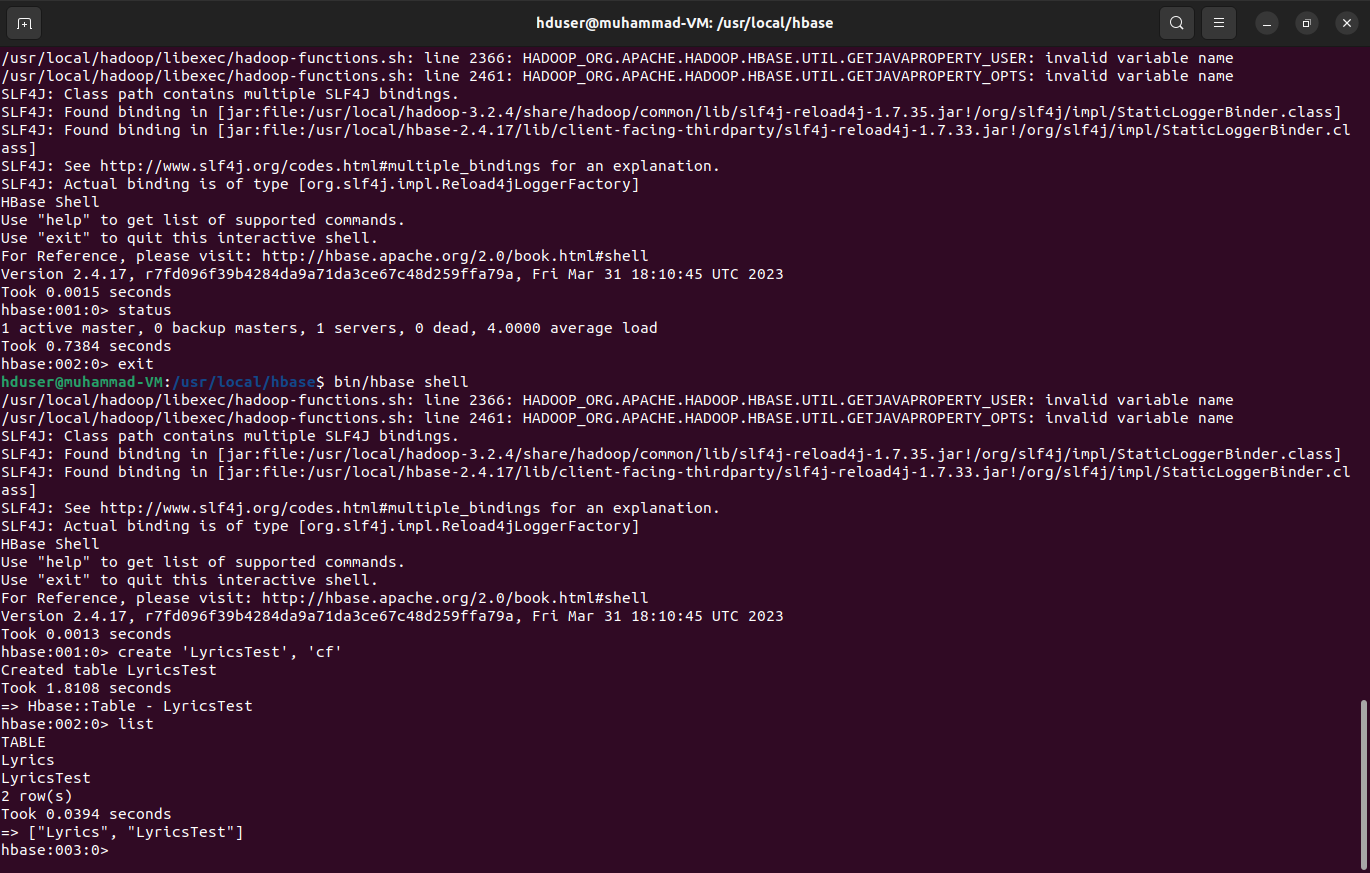 hduser@muhammad-VM: /usr/local/hbase
/usr/local/hadoop/libexec/hadoop-functions.sh: line 2366: HADOOP_ORG.APACHE.HADOOP.HBASE.UTIL.GETJAVAPROPERTY_USER: invalid variable name
/usr/local/hadoop/libexec/hadoop-functions.sh: line 2461: HADOOP_ORG.APACHE.HADOOP.HBASE.UTIL.GETJAVAPROPERTY_OPTS: invalid variable name
SLF4J: Class path contains multiple SLF4J bindings.
SLF4J: Found binding in [jar:file:/usr/local/hadoop-3.2.4/share/hadoop/common/lib/slf4j-reload4j-1.7.35.jar!/org/slf4j/impl/StaticLoggerBinder.class]
SLF4J: Found binding in [jar:file:/usr/local/hbase-2.4.17/lib/client-facing-thirdparty/slf4j-reload4j-1.7.33.jar!/org/slf4j/impl/StaticLoggerBinder.cl
ass]
SLF4J: See http://www.slf4j.org/codes.html#multiple_bindings for an explanation.
SLF4J: Actual binding is of type [org.slf4j.impl.Reload4jLoggerFactory]
HBase Shell
Use "help" to get list of supported commands.
Use "exit" to quit this interactive shell.
For Reference, please visit: http://hbase.apache.org/2.0/book.html#shell
Version 2.4.17, r7fd096f39b4284da9a71da3ce67c48d259ffa79a, Fri Mar 31 18:10:45 UTC 2023
Took 0.0015 seconds
hbase:001:0> status
1 active master, 0 backup masters, 1 servers, 0 dead, 4.0000 average load
Took 0.7384 seconds
hbase:002:0> exit
hduser@muhammad-VM:/usr/local/hbase$ bin/hbase shell
/usr/local/hadoop/libexec/hadoop-functions.sh: line 2366: HADOOP_ORG.APACHE.HADOOP.HBASE.UTIL.GETJAVAPROPERTY_USER: invalid variable name
/usr/local/hadoop/libexec/hadoop-functions.sh: line 2461: HADOOP_ORG.APACHE.HADOOP.HBASE.UTIL.GETJAVAPROPERTY_OPTS: invalid variable name
SLF4J: Class path contains multiple SLF4J bindings.
SLF4J: Found binding in [jar:file:/usr/local/hadoop-3.2.4/share/hadoop/common/lib/slf4j-reload4j-1.7.35.jar!/org/slf4j/impl/StaticLoggerBinder.class]
SLF4J: Found binding in [jar:file:/usr/local/hbase-2.4.17/lib/client-facing-thirdparty/slf4j-reload4j-1.7.33.jar!/org/slf4j/impl/StaticLoggerBinder.cl
ass]
SLF4J: See http://www.slf4j.org/codes.html#multiple_bindings for an explanation.
SLF4J: Actual binding is of type [org.slf4j.impl.Reload4jLoggerFactory]
HBase Shell
Use "help" to get list of supported commands.
Use "exit" to quit this interactive shell.
For Reference, please visit: http://hbase.apache.org/2.0/book.html#shell
Version 2.4.17, r7fd096f39b4284da9a71da3ce67c48d259ffa79a, Fri Mar 31 18:10:45 UTC 2023
Took 0.0013 seconds
hbase:001:0> create 'LyricsTest', 'cf'
Created table LyricsTest
Took 1.8108 seconds
=> Hbase::Table - LyricsTest
hbase:002:0> list
TABLE
Lyrics
LyricsTest
2 row(s)
Took 0.0394 seconds
=> ["Lyrics", "LyricsTest"]
hbase:003:0>